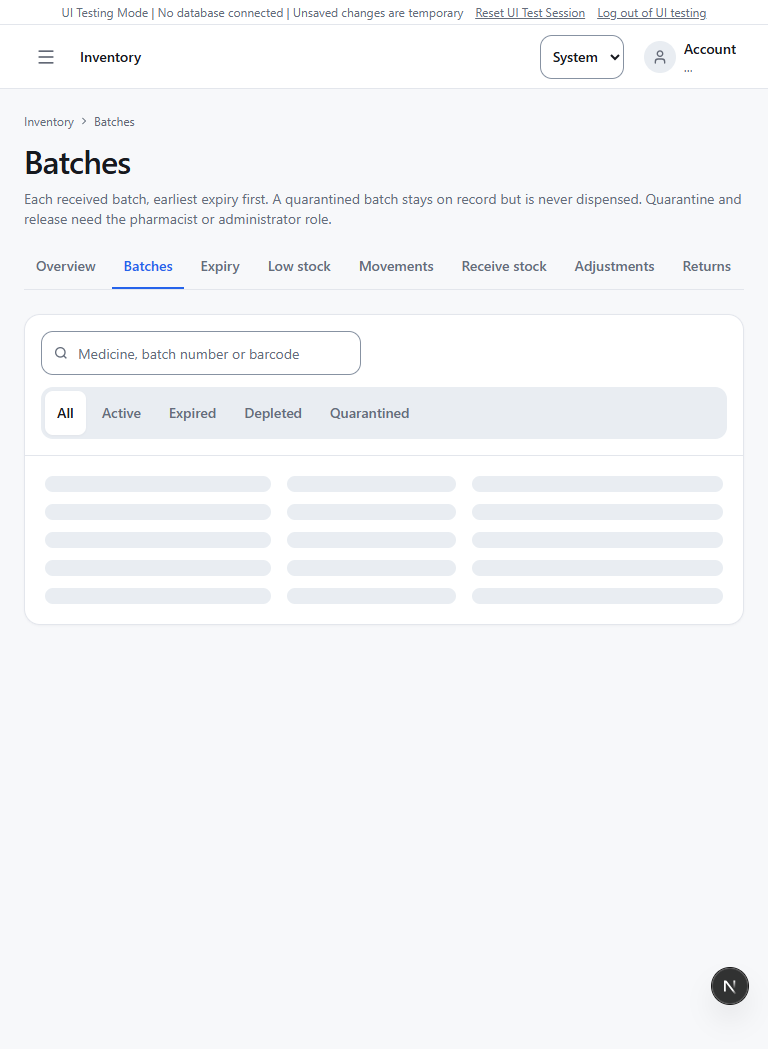 UI Testing Mode | No database connected | Unsaved changes are temporary Reset UI Test Session Log out of UI testing
Inventory
System
Account
...
Inventory > Batches
Batches
Each received batch, earliest expiry first. A quarantined batch stays on record but is never dispensed. Quarantine and
release need the pharmacist or administrator role.
Overview Batches Expiry Low stock Movements Receive stock Adjustments Returns
Medicine, batch number or barcode
All Active Expired Depleted Quarantined
N